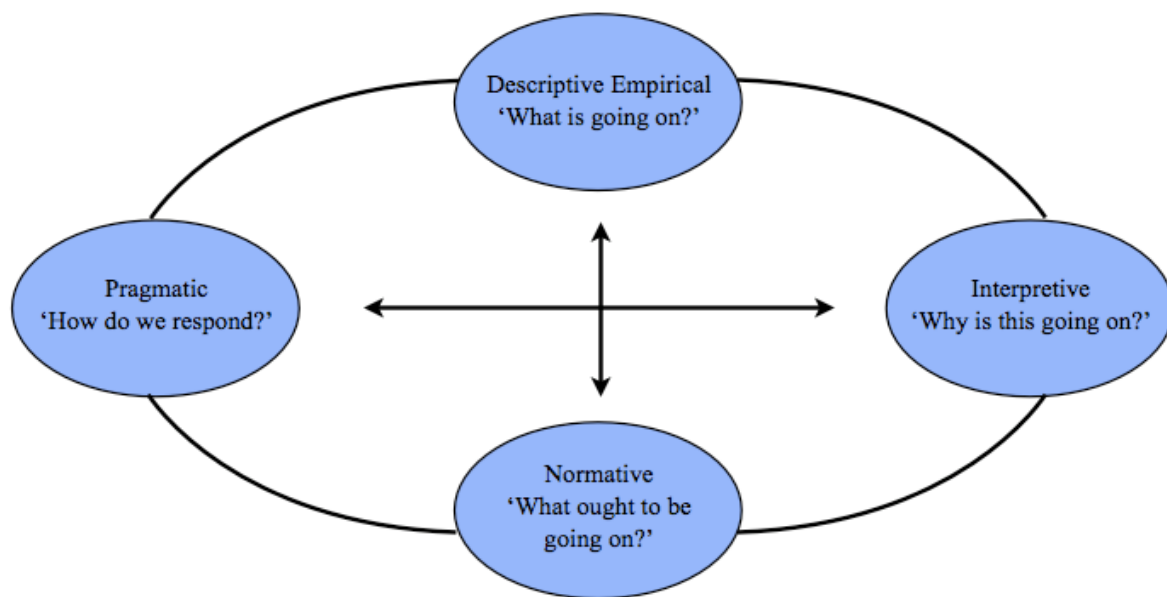 Descriptive Empirical
‘What is going on?’
Pragmatic
‘How do we respond?’
Interpretive
‘Why is this going on?’
Normative
‘What ought to be
going on?’